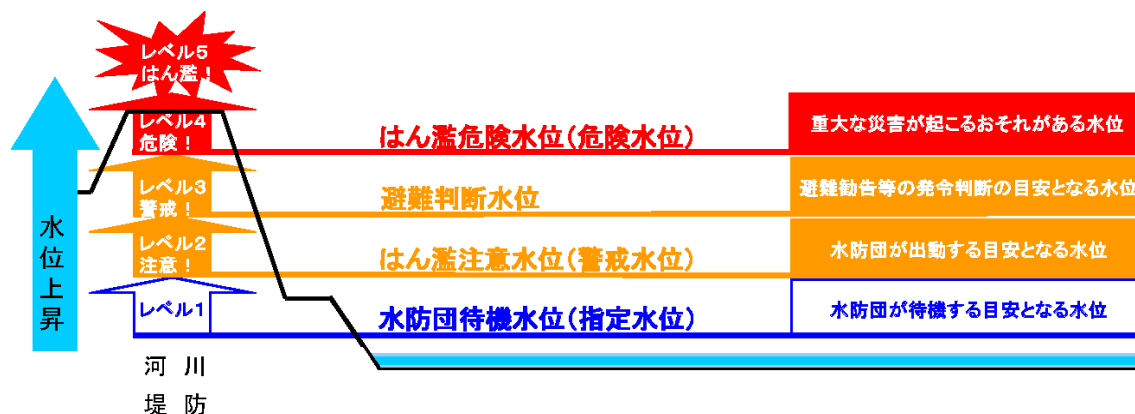 レベル5
はん濫！
レベル4
危険！
はん濫危険水位（危険水位）
重大な災害が起こるおそれがある水位
レベル3
警戒！
避難判断水位
避難勧告等の発令判断の目安となる水位
レベル2
注意！
はん濫注意水位（警戒水位）
水防団が出動する目安となる水位
レベル1
水防団待機水位（指定水位）
水防団が待機する目安となる水位
水位上昇
河川
堤防